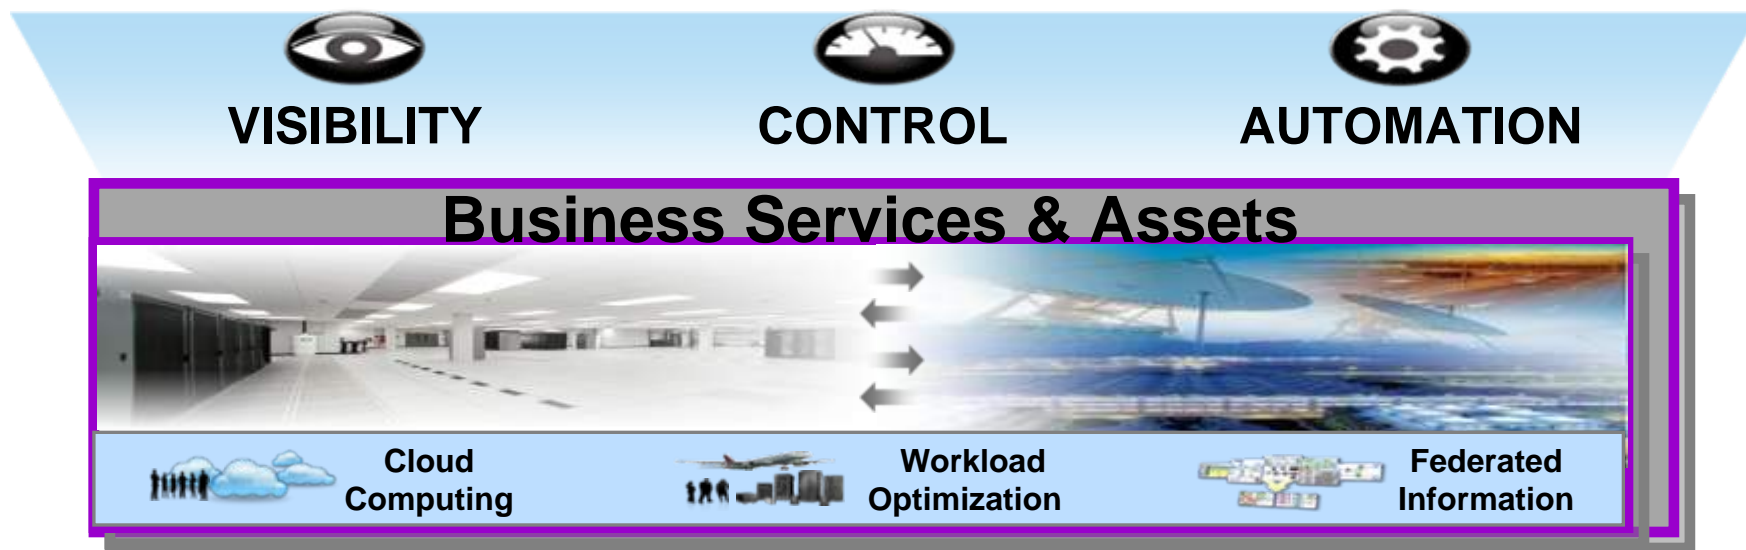 VISIBILITY
CONTROL
AUTOMATION
Business Services & Assets
Cloud
Computing
Workload
Optimization
Federated
Information